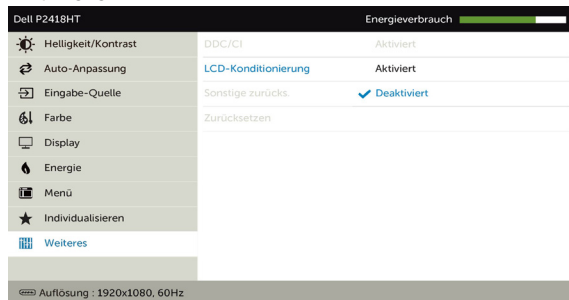 Dell P2418HT Energieverbrauch
Helligkeit/Kontrast DDC/CI Aktiviert
Auto-Anpassung LCD-Konditionierung Aktiviert
Eingabe-Quelle Sonstige zurücks. Deaktiviert
Farbe Zurücksetzen
Display
Energie
Menü
Individualisieren
Weiteres
Auflösung : 1920x1080, 60Hz